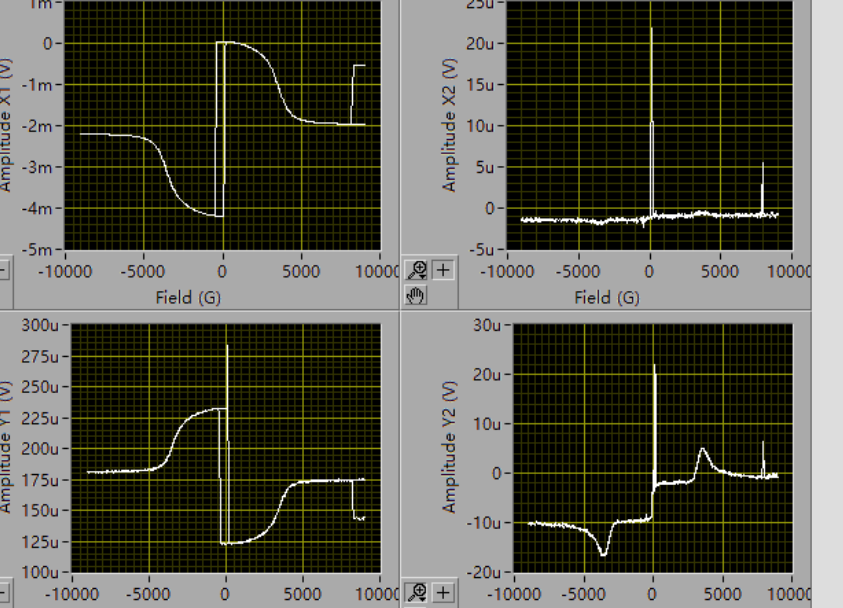 1m
0
-1m
-2m
-3m
-4m
-5m
Amplitude X1 (V)
-10000 -5000 0 5000 10000
Field (G)
25u
20u
15u
10u
5u
0
-5u
Amplitude X2 (V)
-10000 -5000 0 5000 10000
Field (G)
300u
275u
250u
225u
200u
175u
150u
125u
100u
Amplitude Y1 (V)
-10000 -5000 0 5000 10000
30u
20u
10u
0
-10u
-20u
Amplitude Y2 (V)
-10000 -5000 0 5000 10000